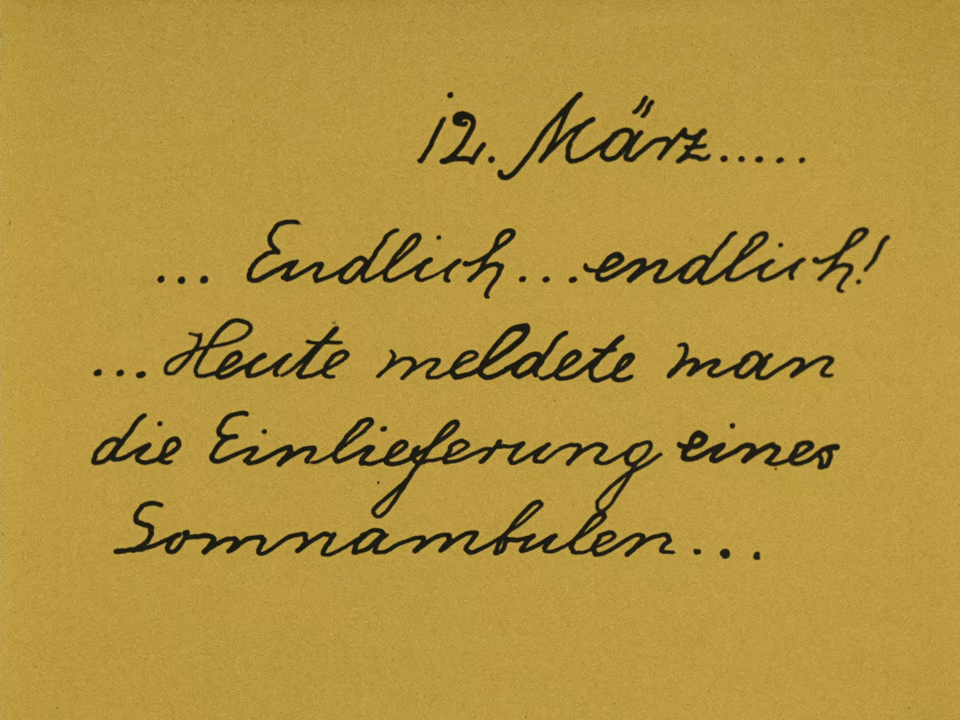 12. März.....
... Endlich...endlich!
...Heute meldete man
die Einlieferung eines
Somnambulen...